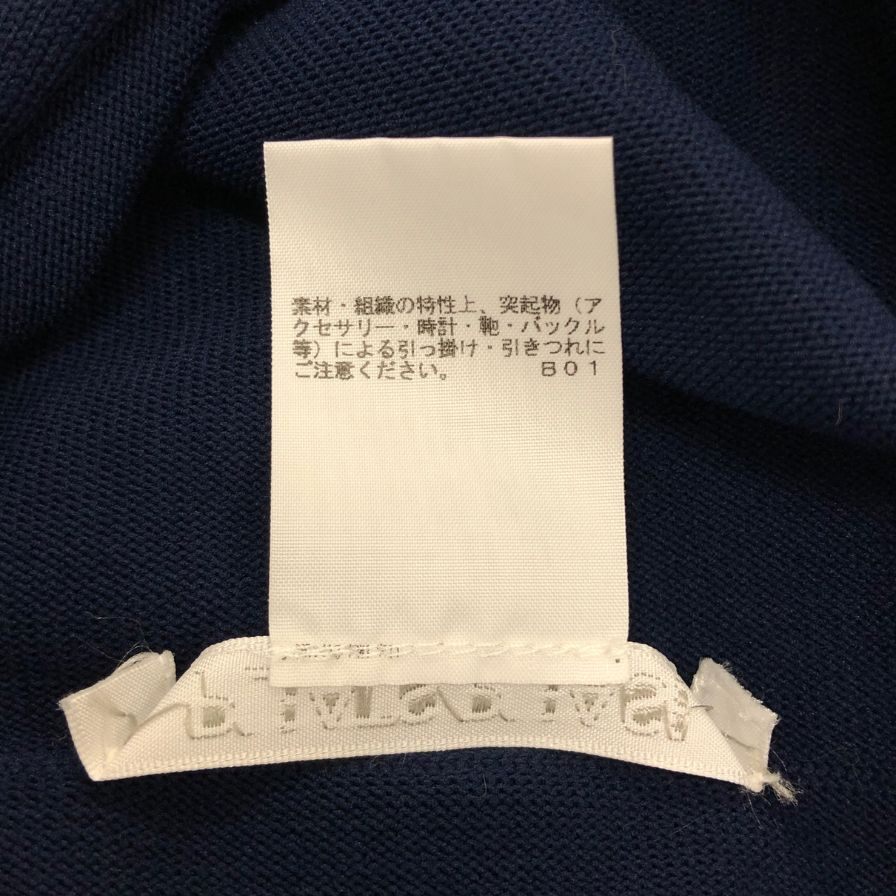 素材・組織の特性上、突起物（ア
クセサリー・時計・鞄・バックル
等）による引っ掛け・引きつれに
ご注意ください。 B01